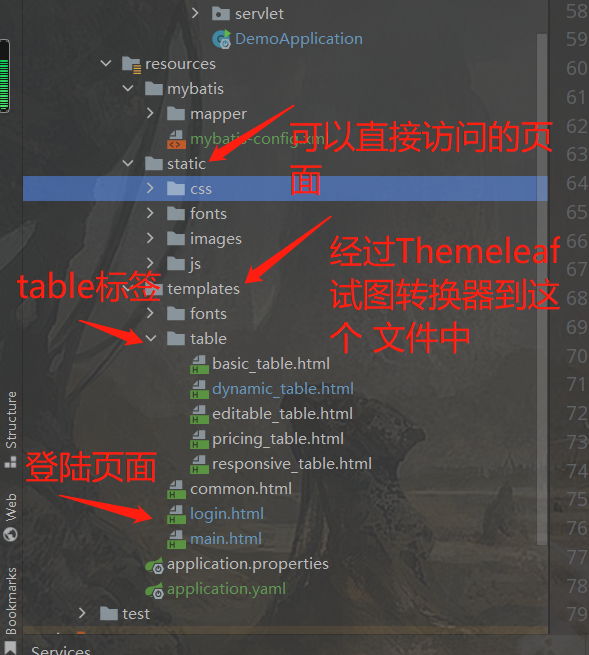 servlet
58
DemoApplication
59
resources
60
mybatis
61
mapper
62
mybatis-config.xml
可以直接访问的页
面
63
static
64
css
65
fonts
66
images
67
js
经过Themeleaf
试图转换器到这
个 文件中
table标签
68
templates
69
fonts
70
table
71
basic_table.html
dynamic_table.html
72
editable_table.html
73
pricing_table.html
74
responsive_table.html
登陆页面
75
common.html
76
login.html
77
main.html
78
application.properties
79
application.yaml
test
Structure
Web
Bookmarks
Services